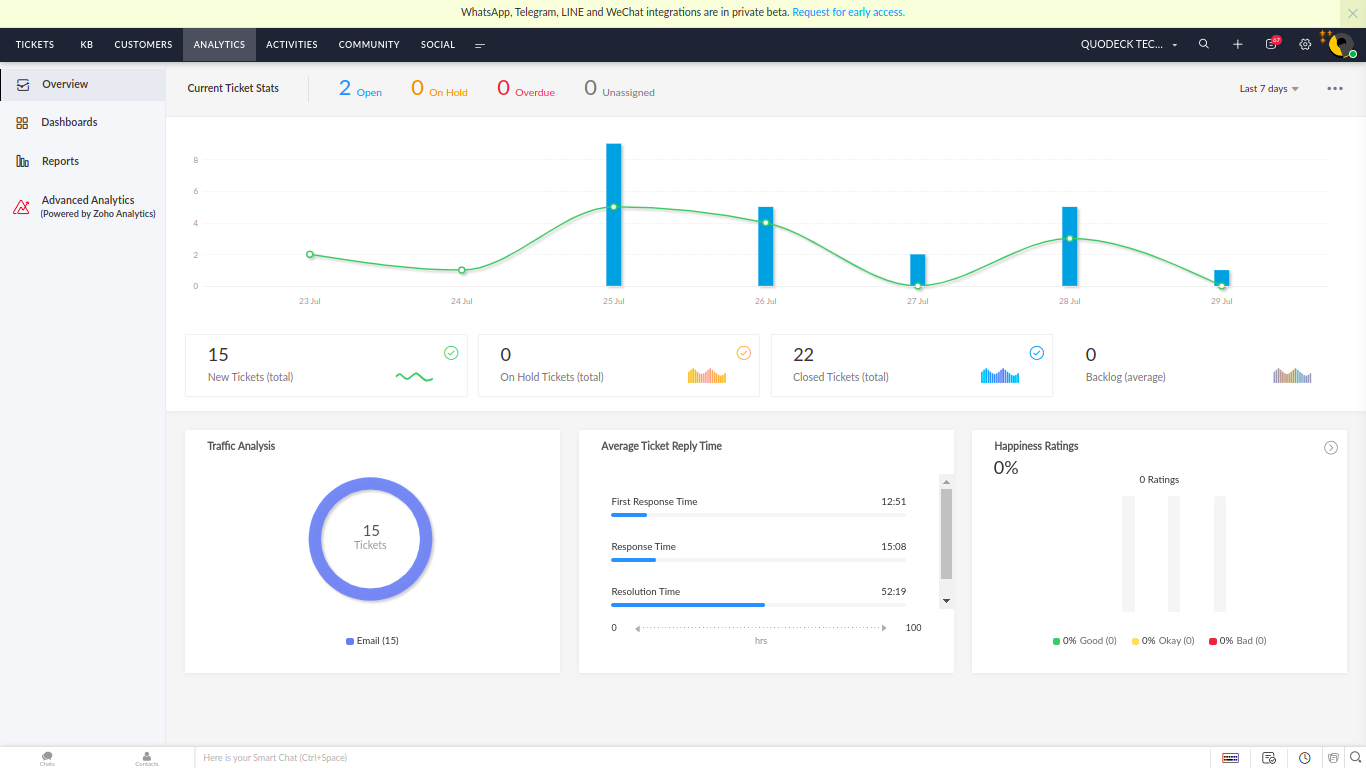 WhatsApp, Telegram, LINE and WeChat integrations are in private beta. Request for early access.
TICKETS KB CUSTOMERS ANALYTICS ACTIVITIES COMMUNITY SOCIAL QUODECK TEC... 67
Overview
Dashboards
Reports
Advanced Analytics
(Powered by Zoho Analytics)
Current Ticket Stats 2 Open 0 On Hold 0 Overdue 0 Unassigned Last 7 days
8
6
4
2
0
23 Jul 24 Jul 25 Jul 26 Jul 27 Jul 28 Jul 29 Jul
15
New Tickets (total)
0
On Hold Tickets (total)
22
Closed Tickets (total)
0
Backlog (average)
Traffic Analysis
15
Tickets
Email (15)
Average Ticket Reply Time
First Response Time 12:51
Response Time 15:08
Resolution Time 52:19
0 100
hrs
Happiness Ratings
0%
0 Ratings
0% Good (0) 0% Okay (0) 0% Bad (0)
Chats Contacts Here is your Smart Chat (Ctrl+Space)